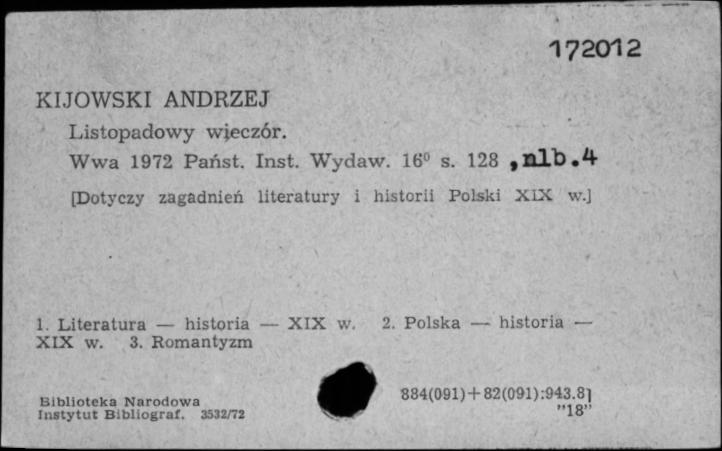 172012
KIJOWSKI ANDRZEJ
Listopadowy wieczór.
Wwa 1972 Państ. Inst. Wydaw. 16⁰ s. 128 ,nlb.4
[Dotyczy zagadnień literatury i historii Polski XIX w.]
1. Literatura — historia — XIX w. 2. Polska — historia —
XIX w. 3. Romantyzm
884(091)+82(091):943.8]
Biblioteka Narodowa
"18"
Instytut Bibliograf. 3532/72